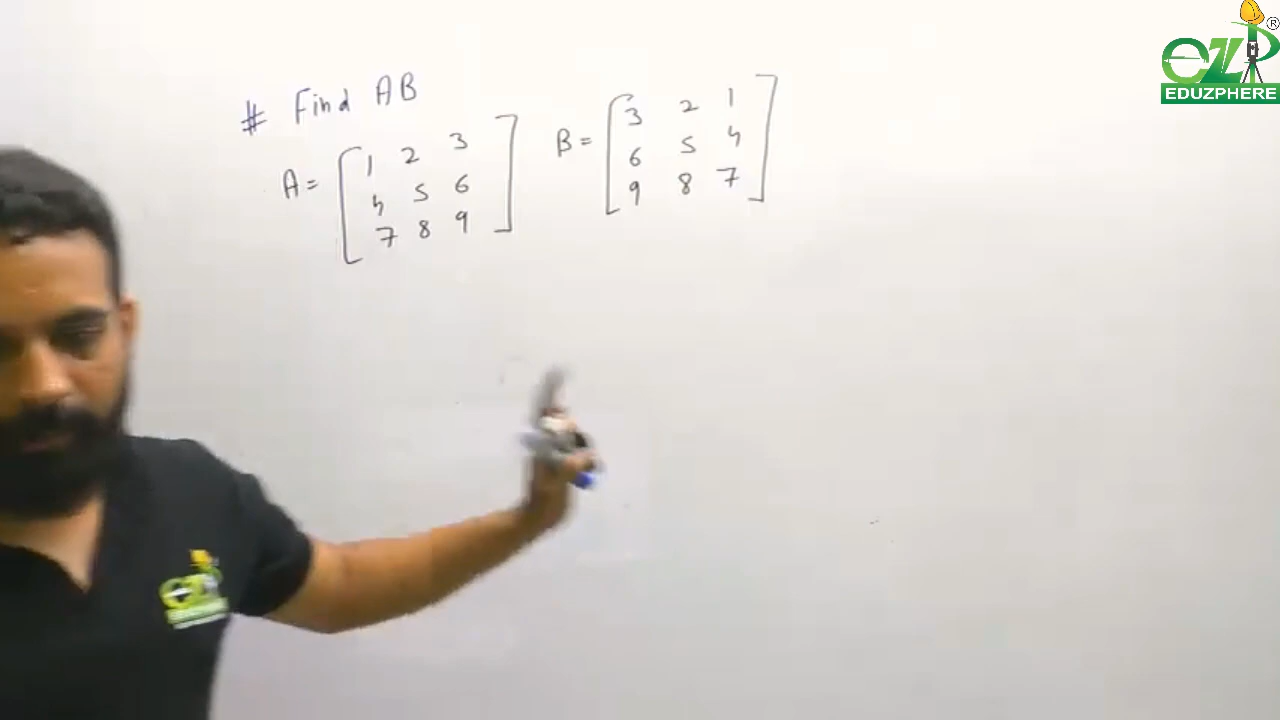 # Find AB
A = [ 1 2 3
4 5 6
7 8 9 ]
B = [ 3 2 1
6 5 4
9 8 7 ]
EZP ®
EDUZPHERE